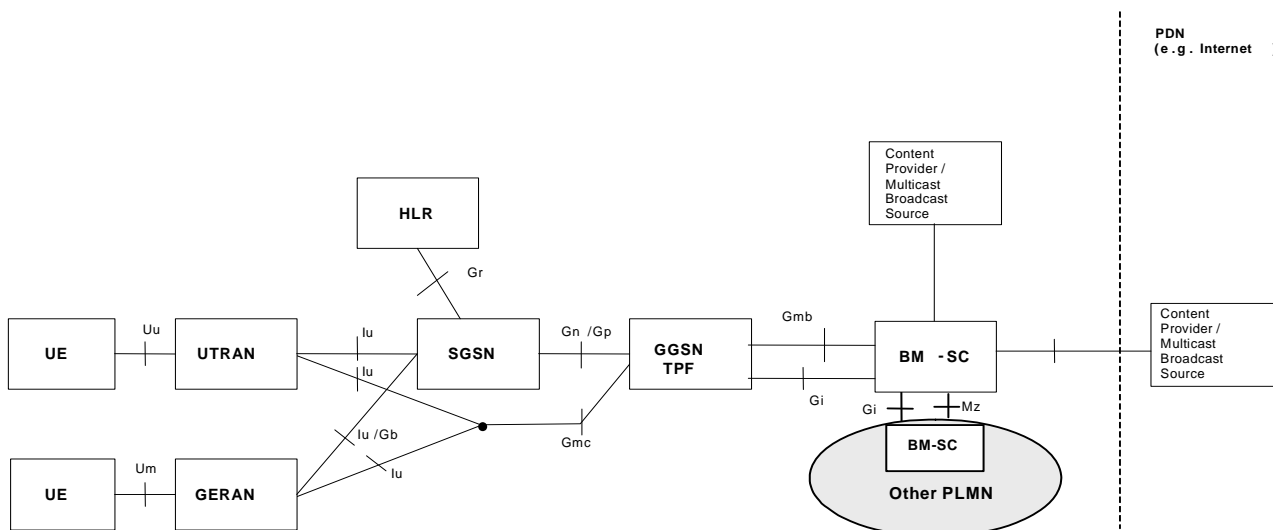 PDN
(e.g. Internet )
Content
Provider /
Multicast
Broadcast
Source
HLR
Gr
UE
Uu
UTRAN
Iu
Iu
SGSN
Gn /Gp
GGSN
TPF
Gmb
Gi
BM -SC
Content
Provider /
Multicast
Broadcast
Source
Gi
Mz
Iu /Gb
Iu
Gmc
BM-SC
Other PLMN
UE
Um
GERAN